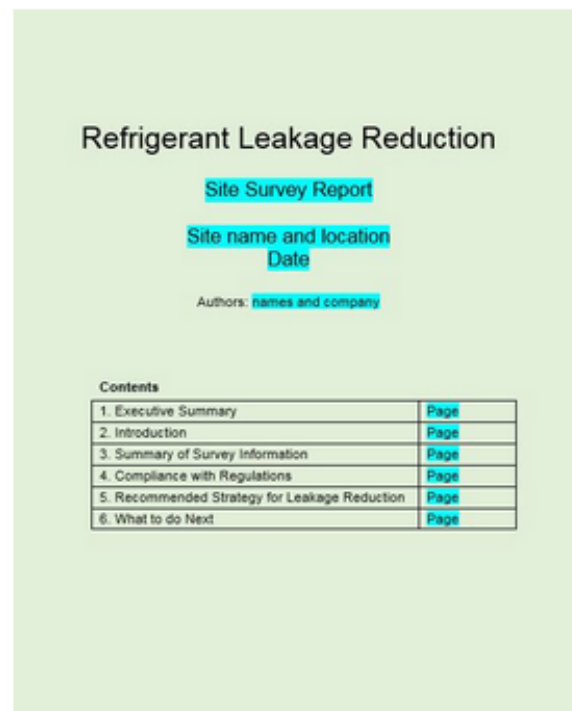 Refrigerant Leakage Reduction
Site Survey Report
Site name and location
Date
Authors: names and company
Contents
1. Executive Summary Page
2. Introduction Page
3. Summary of Survey Information Page
4. Compliance with Regulations Page
5. Recommended Strategy for Leakage Reduction Page
6. What to do Next Page